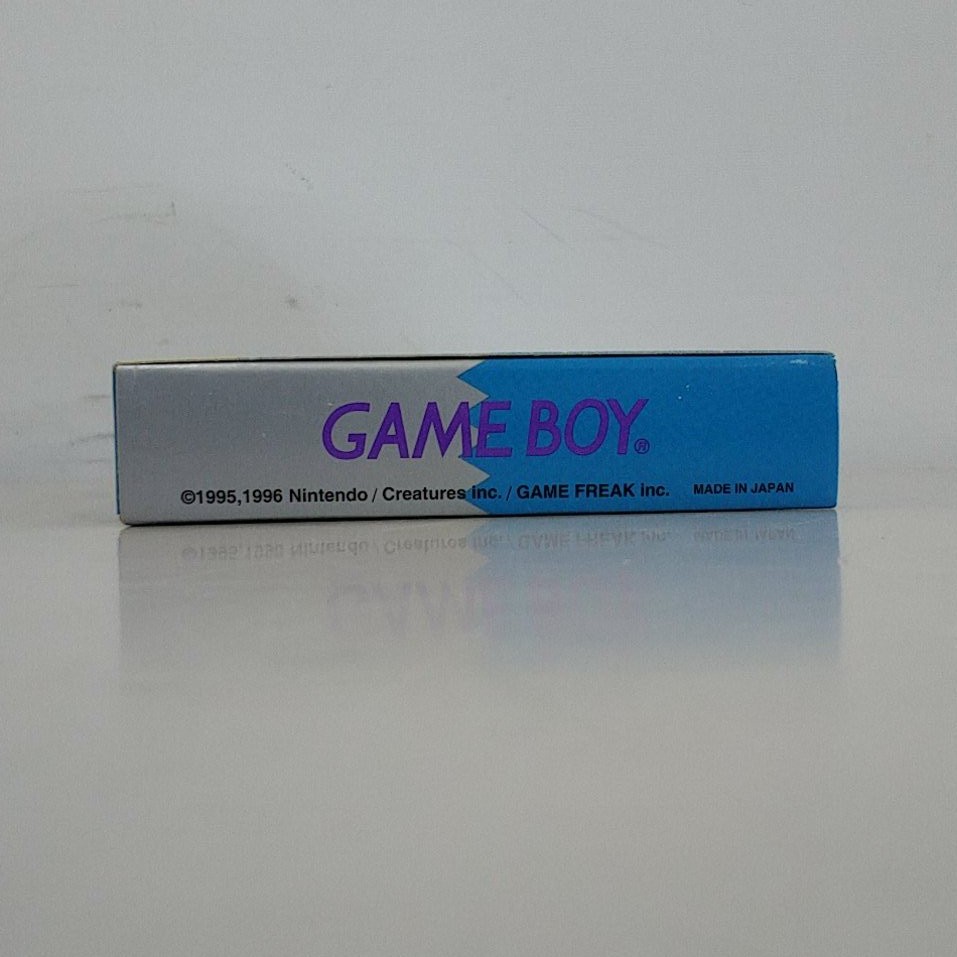 GAME BOY®
©1995,1996 Nintendo / Creatures inc. / GAME FREAK inc. MADE IN JAPAN